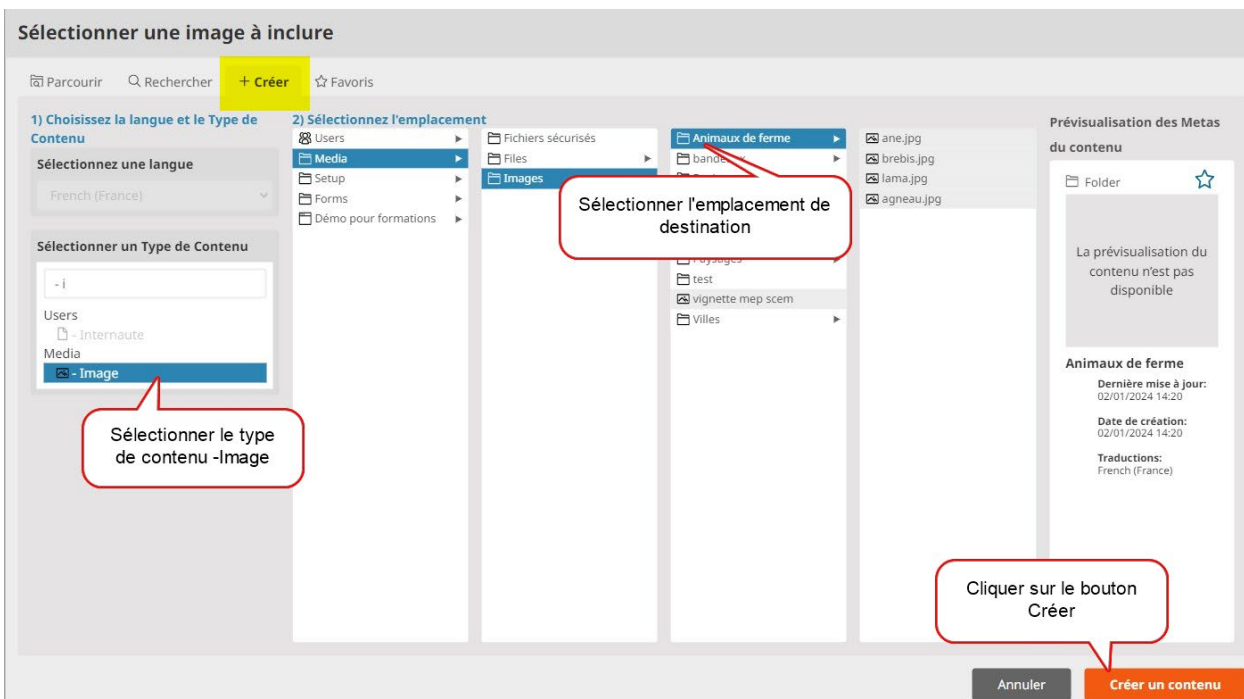 Sélectionner une image à inclure
Parcourir
Rechercher
+ Créer
Favoris
1) Choisissez la langue et le Type de
Contenu
Sélectionnez une langue
French (France)
Sélectionner un Type de Contenu
- i
Users
- Internaute
Media
- Image
Sélectionner le type
de contenu -Image
2) Sélectionnez l'emplacement
Users
Media
Setup
Forms
Démo pour formations
Fichiers sécurisés
Files
Images
Animaux de ferme
Sélectionner l'emplacement de
destination
Paysages
test
vignette mep scem
Villes
ane.jpg
brebis.jpg
lama.jpg
agneau.jpg
Prévisualisation des Metas
du contenu
Folder
La prévisualisation du
contenu n'est pas
disponible
Animaux de ferme
Dernière mise à jour:
02/01/2024 14:20
Date de création:
02/01/2024 14:20
Traductions:
French (France)
Cliquer sur le bouton
Créer
Annuler
Créer un contenu